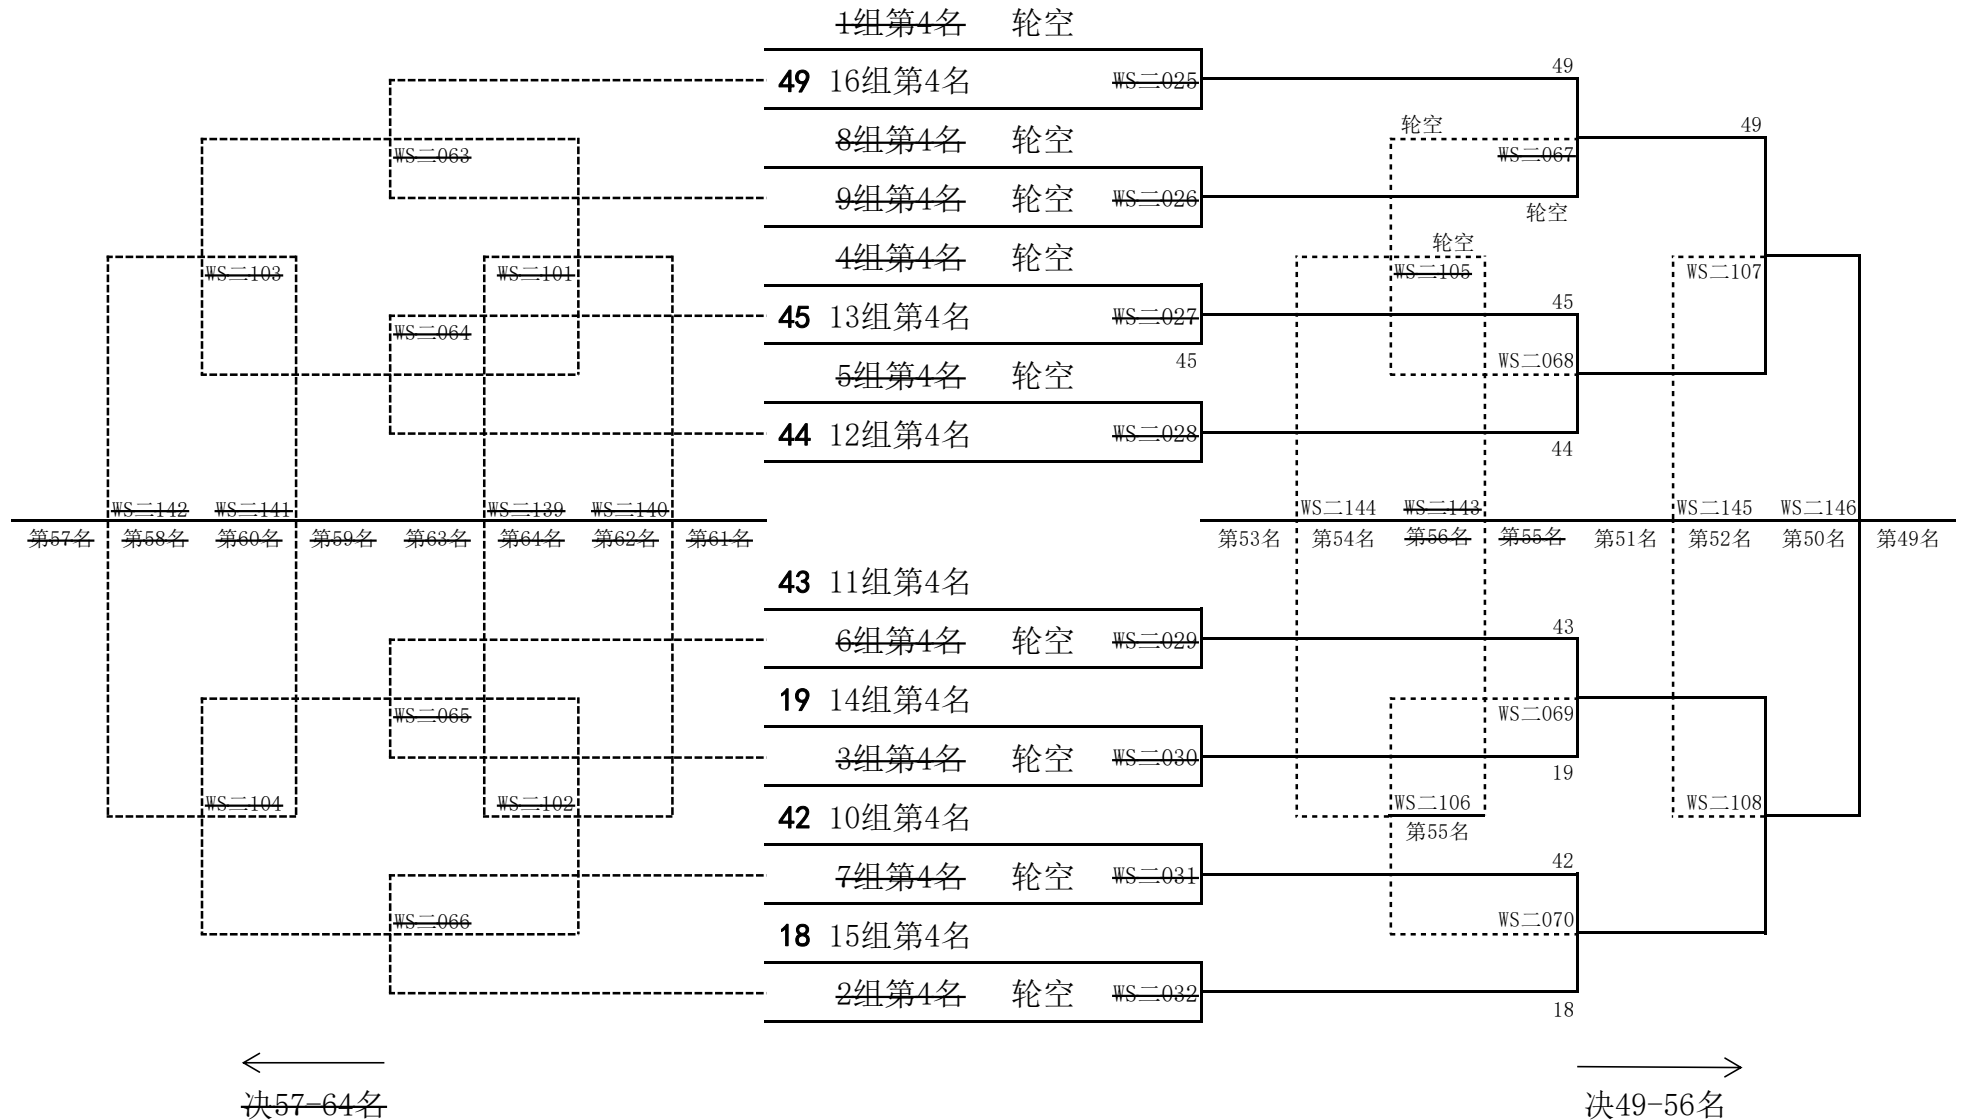 1组第4名 轮空
49 16组第4名 WS二025 49
轮空 49
8组第4名 轮空
WS二063 WS二067
9组第4名 轮空 WS二026
轮空
4组第4名 轮空 轮空
WS二103 WS二101 WS二105 WS二107
45 13组第4名 WS二027 45
WS二064
45 WS二068
5组第4名 轮空
44 12组第4名 WS二028
44
WS二142 WS二141 WS二139 WS二140 WS二144 WS二143 WS二145 WS二146
第57名 第58名 第60名 第59名 第63名 第64名 第62名 第61名 第53名 第54名 第56名 第55名 第51名 第52名 第50名 第49名
43 11组第4名
6组第4名 轮空 WS二029 43
19 14组第4名
WS二065 WS二069
3组第4名 轮空 WS二030
19
WS二104 WS二102 WS二106 WS二108
42 10组第4名
第55名
7组第4名 轮空 WS二031 42
WS二066 WS二070
18 15组第4名
2组第4名 轮空 WS二032
18
决57-64名 决49-56名